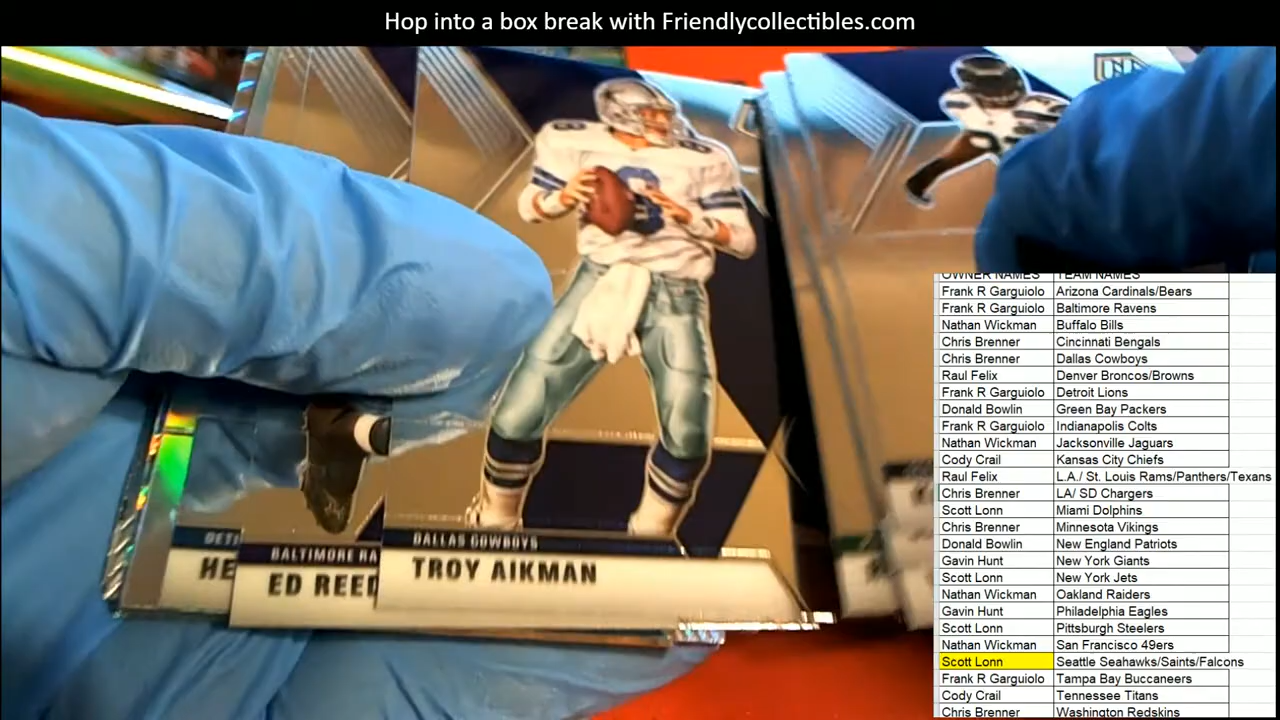 Hop into a box break with Friendlycollectibles.com
OWNER NAMES TEAM NAMES
Frank R Garguiolo Arizona Cardinals/Bears
Frank R Garguiolo Baltimore Ravens
Nathan Wickman Buffalo Bills
Chris Brenner Cincinnati Bengals
Chris Brenner Dallas Cowboys
Raul Felix Denver Broncos/Browns
Frank R Garguiolo Detroit Lions
Donald Bowlin Green Bay Packers
Frank R Garguiolo Indianapolis Colts
Nathan Wickman Jacksonville Jaguars
Cody Crail Kansas City Chiefs
Raul Felix L.A./ St. Louis Rams/Panthers/Texans
Chris Brenner LA/ SD Chargers
Scott Lonn Miami Dolphins
Chris Brenner Minnesota Vikings
Donald Bowlin New England Patriots
Gavin Hunt New York Giants
Scott Lonn New York Jets
Nathan Wickman Oakland Raiders
Gavin Hunt Philadelphia Eagles
Scott Lonn Pittsburgh Steelers
Nathan Wickman San Francisco 49ers
Scott Lonn Seattle Seahawks/Saints/Falcons
Frank R Garguiolo Tampa Bay Buccaneers
Cody Crail Tennessee Titans
Chris Brenner Washington Redskins
DALLAS COWBOYS
TROY AIKMAN
BALTIMORE RA
ED REED
DETI
HE